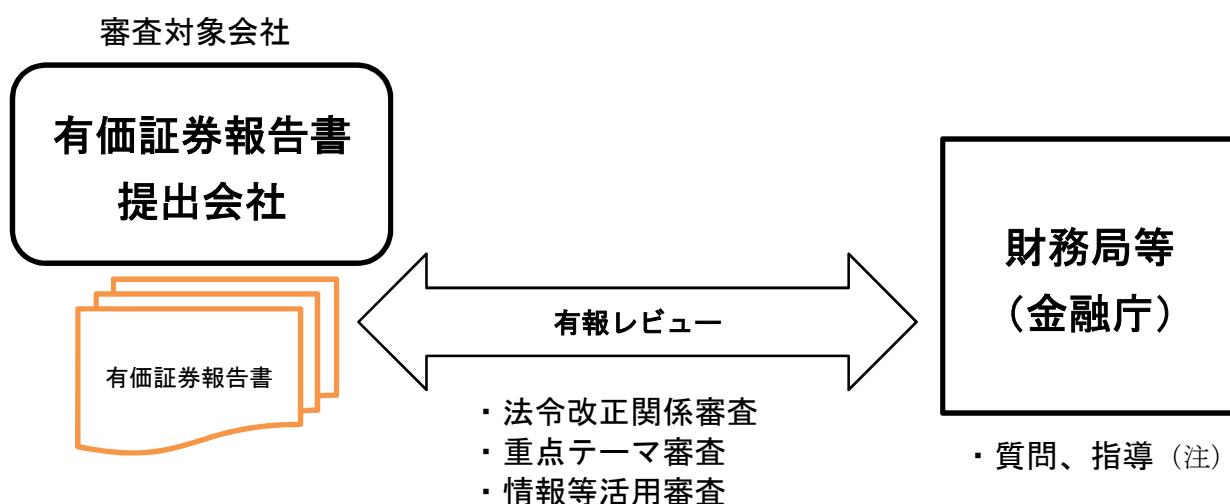 審査対象会社
有価証券報告書
提出会社
有価証券報告書
有報レビュー
・法令改正関係審査
・重点テーマ審査
・情報等活用審査
財務局等
（金融庁）
・質問、指導（注）